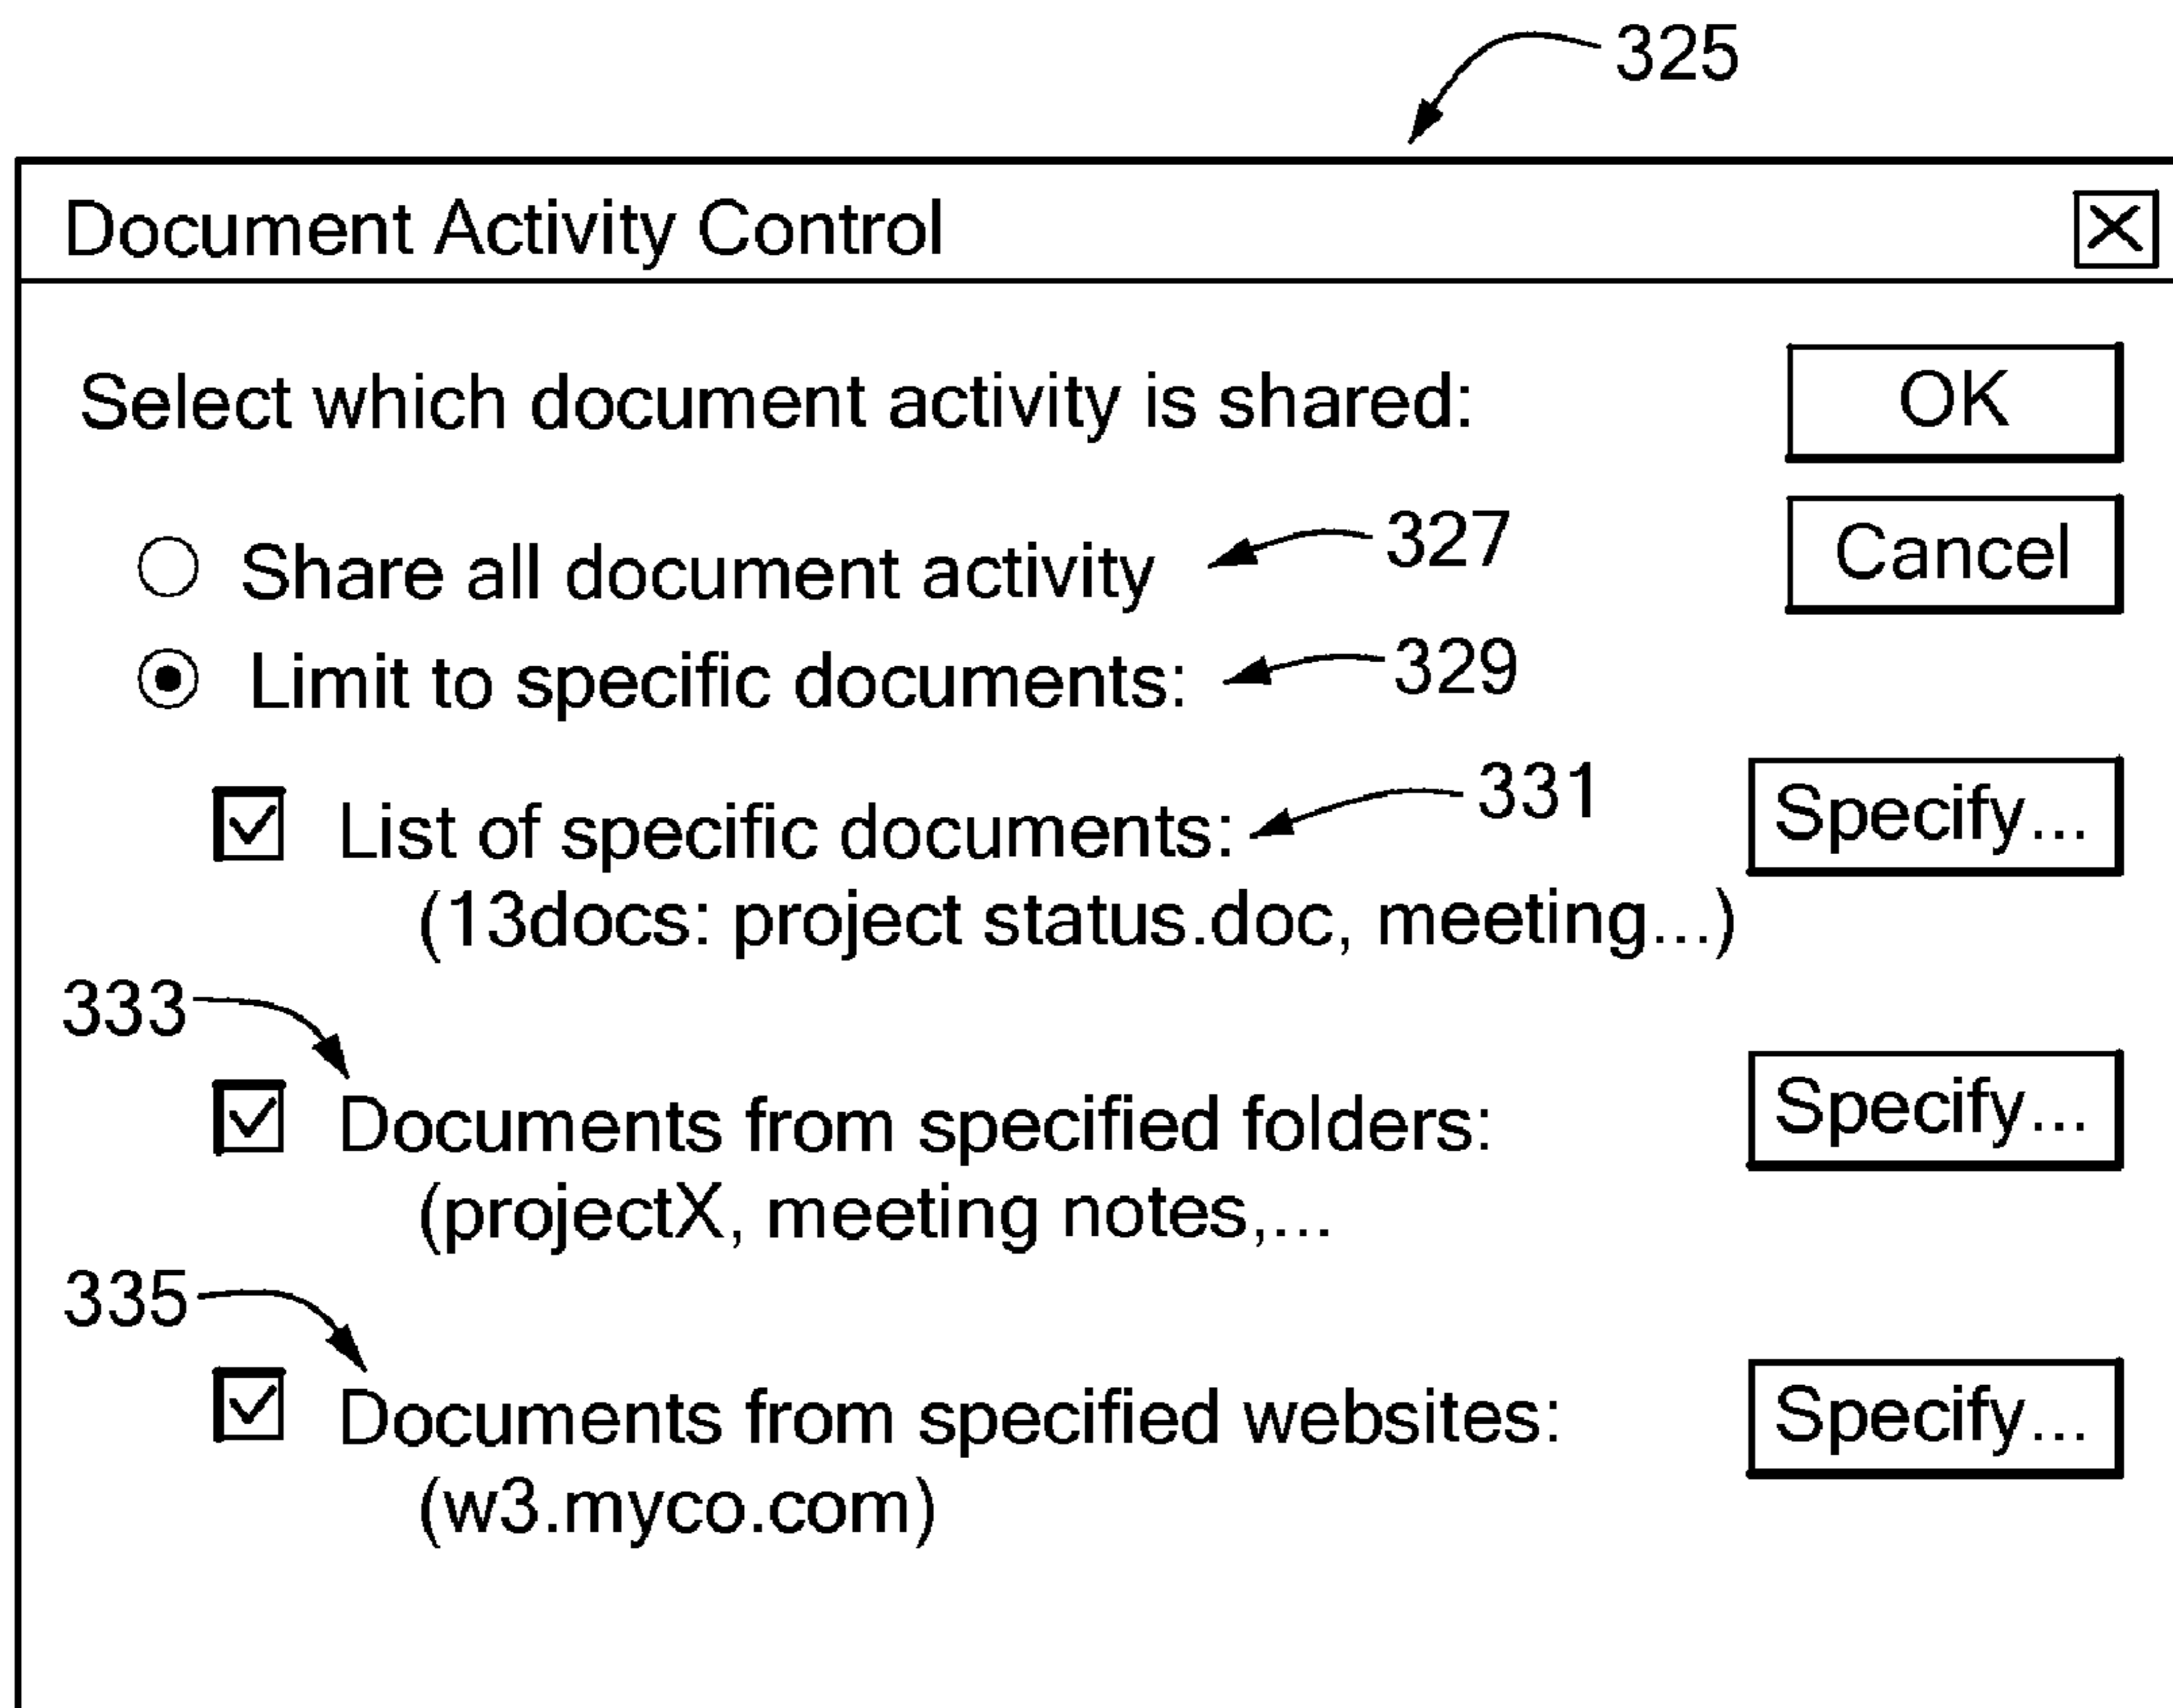 325
Document Activity Control
Select which document activity is shared:
OK
Share all document activity
327
Cancel
Limit to specific documents:
329
List of specific documents:
331
Specify...
(13docs: project status.doc, meeting...)
333
Documents from specified folders:
Specify...
(projectX, meeting notes,...
335
Documents from specified websites:
Specify...
(w3.myco.com)